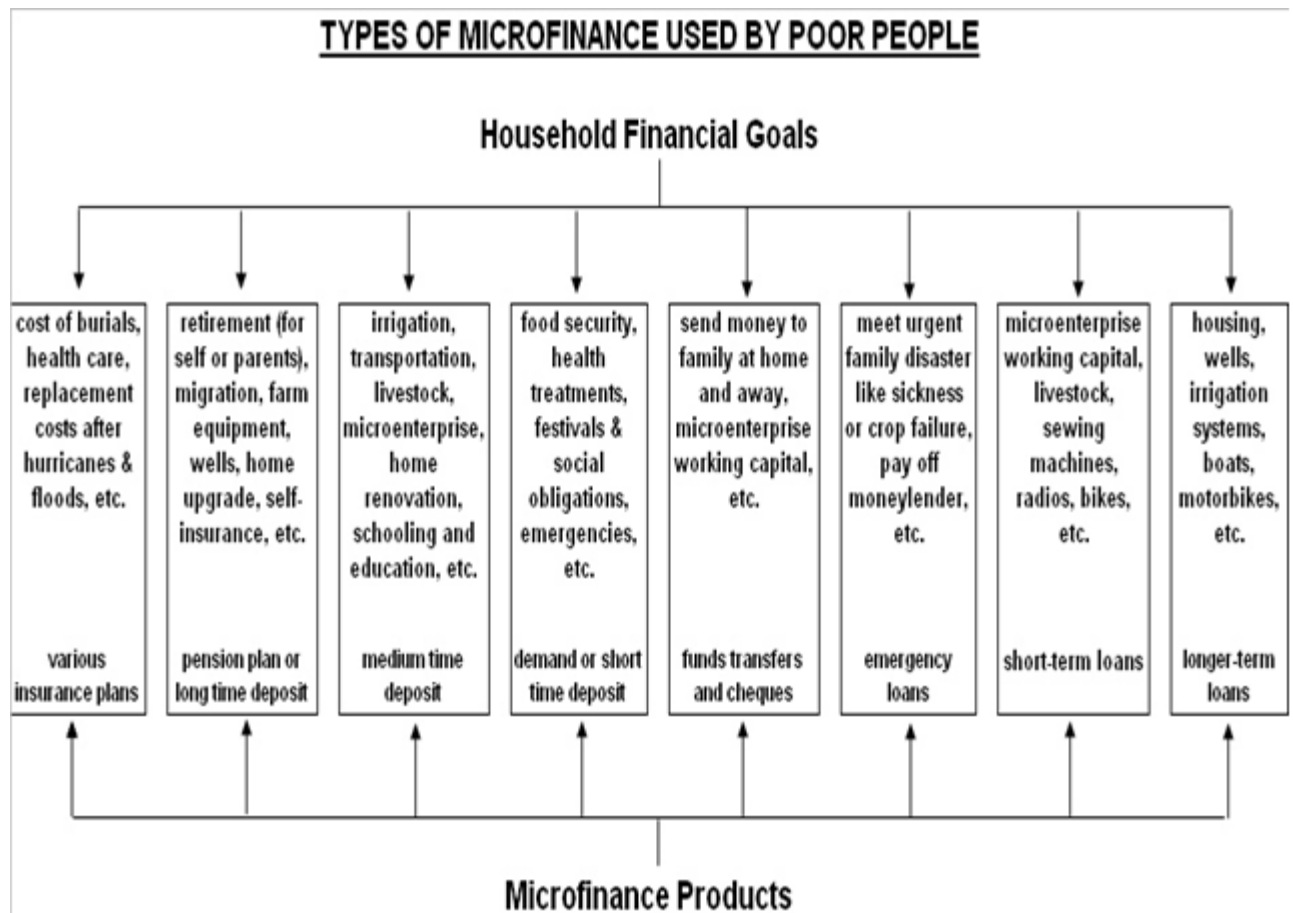 TYPES OF MICROFINANCE USED BY POOR PEOPLE
Household Financial Goals
cost of burials,
health care,
replacement
costs after
hurricanes &
floods, etc.
various
insurance plans
retirement (for
self or parents),
migration, farm
equipment,
wells, home
upgrade, self-
insurance, etc.
pension plan or
long time deposit
irrigation,
transportation,
livestock,
microenterprise,
home
renovation,
schooling and
education, etc.
medium time
deposit
food security,
health
treatments,
festivals &
social
obligations,
emergencies,
etc.
demand or short
time deposit
send money to
family at home
and away,
microenterprise
working capital,
etc.
funds transfers
and cheques
meet urgent
family disaster
like sickness
or crop failure,
pay off
moneylender,
etc.
emergency
loans
microenterprise
working capital,
livestock,
sewing
machines,
radios, bikes,
etc.
short-term loans
housing,
wells,
irrigation
systems,
boats,
motorbikes,
etc.
longer-term
loans
Microfinance Products